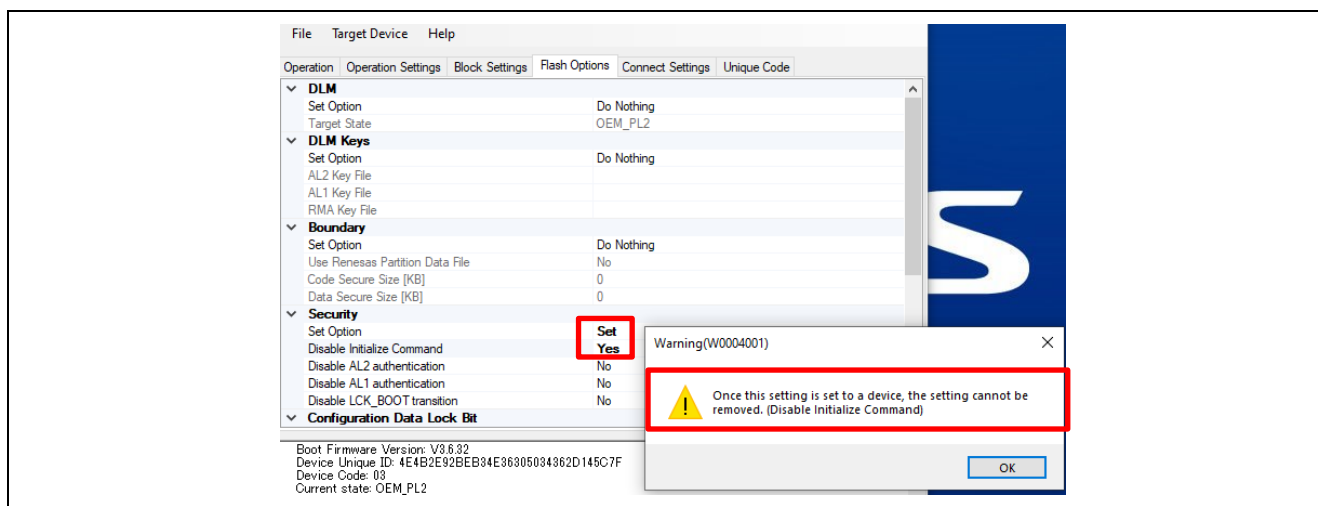 File Target Device Help
Operation Operation Settings Block Settings Flash Options Connect Settings Unique Code
DLM
Set Option Do Nothing
Target State OEM_PL2
DLM Keys
Set Option Do Nothing
AL2 Key File
AL1 Key File
RMA Key File
Boundary
Set Option Do Nothing
Use Renesas Partition Data File No
Code Secure Size [KB] 0
Data Secure Size [KB] 0
Security
Set Option Set
Disable Initialize Command Yes
Disable AL2 authentication No
Disable AL1 authentication No
Disable LCK_BOOT transition No
Configuration Data Lock Bit
Warning(W0004001)
Once this setting is set to a device, the setting cannot be
removed. (Disable Initialize Command)
OK
Boot Firmware Version: V3.6.32
Device Unique ID: 4E4B2E92BEB34E36305034362D145C7F
Device Code: 03
Current state: OEM_PL2
S